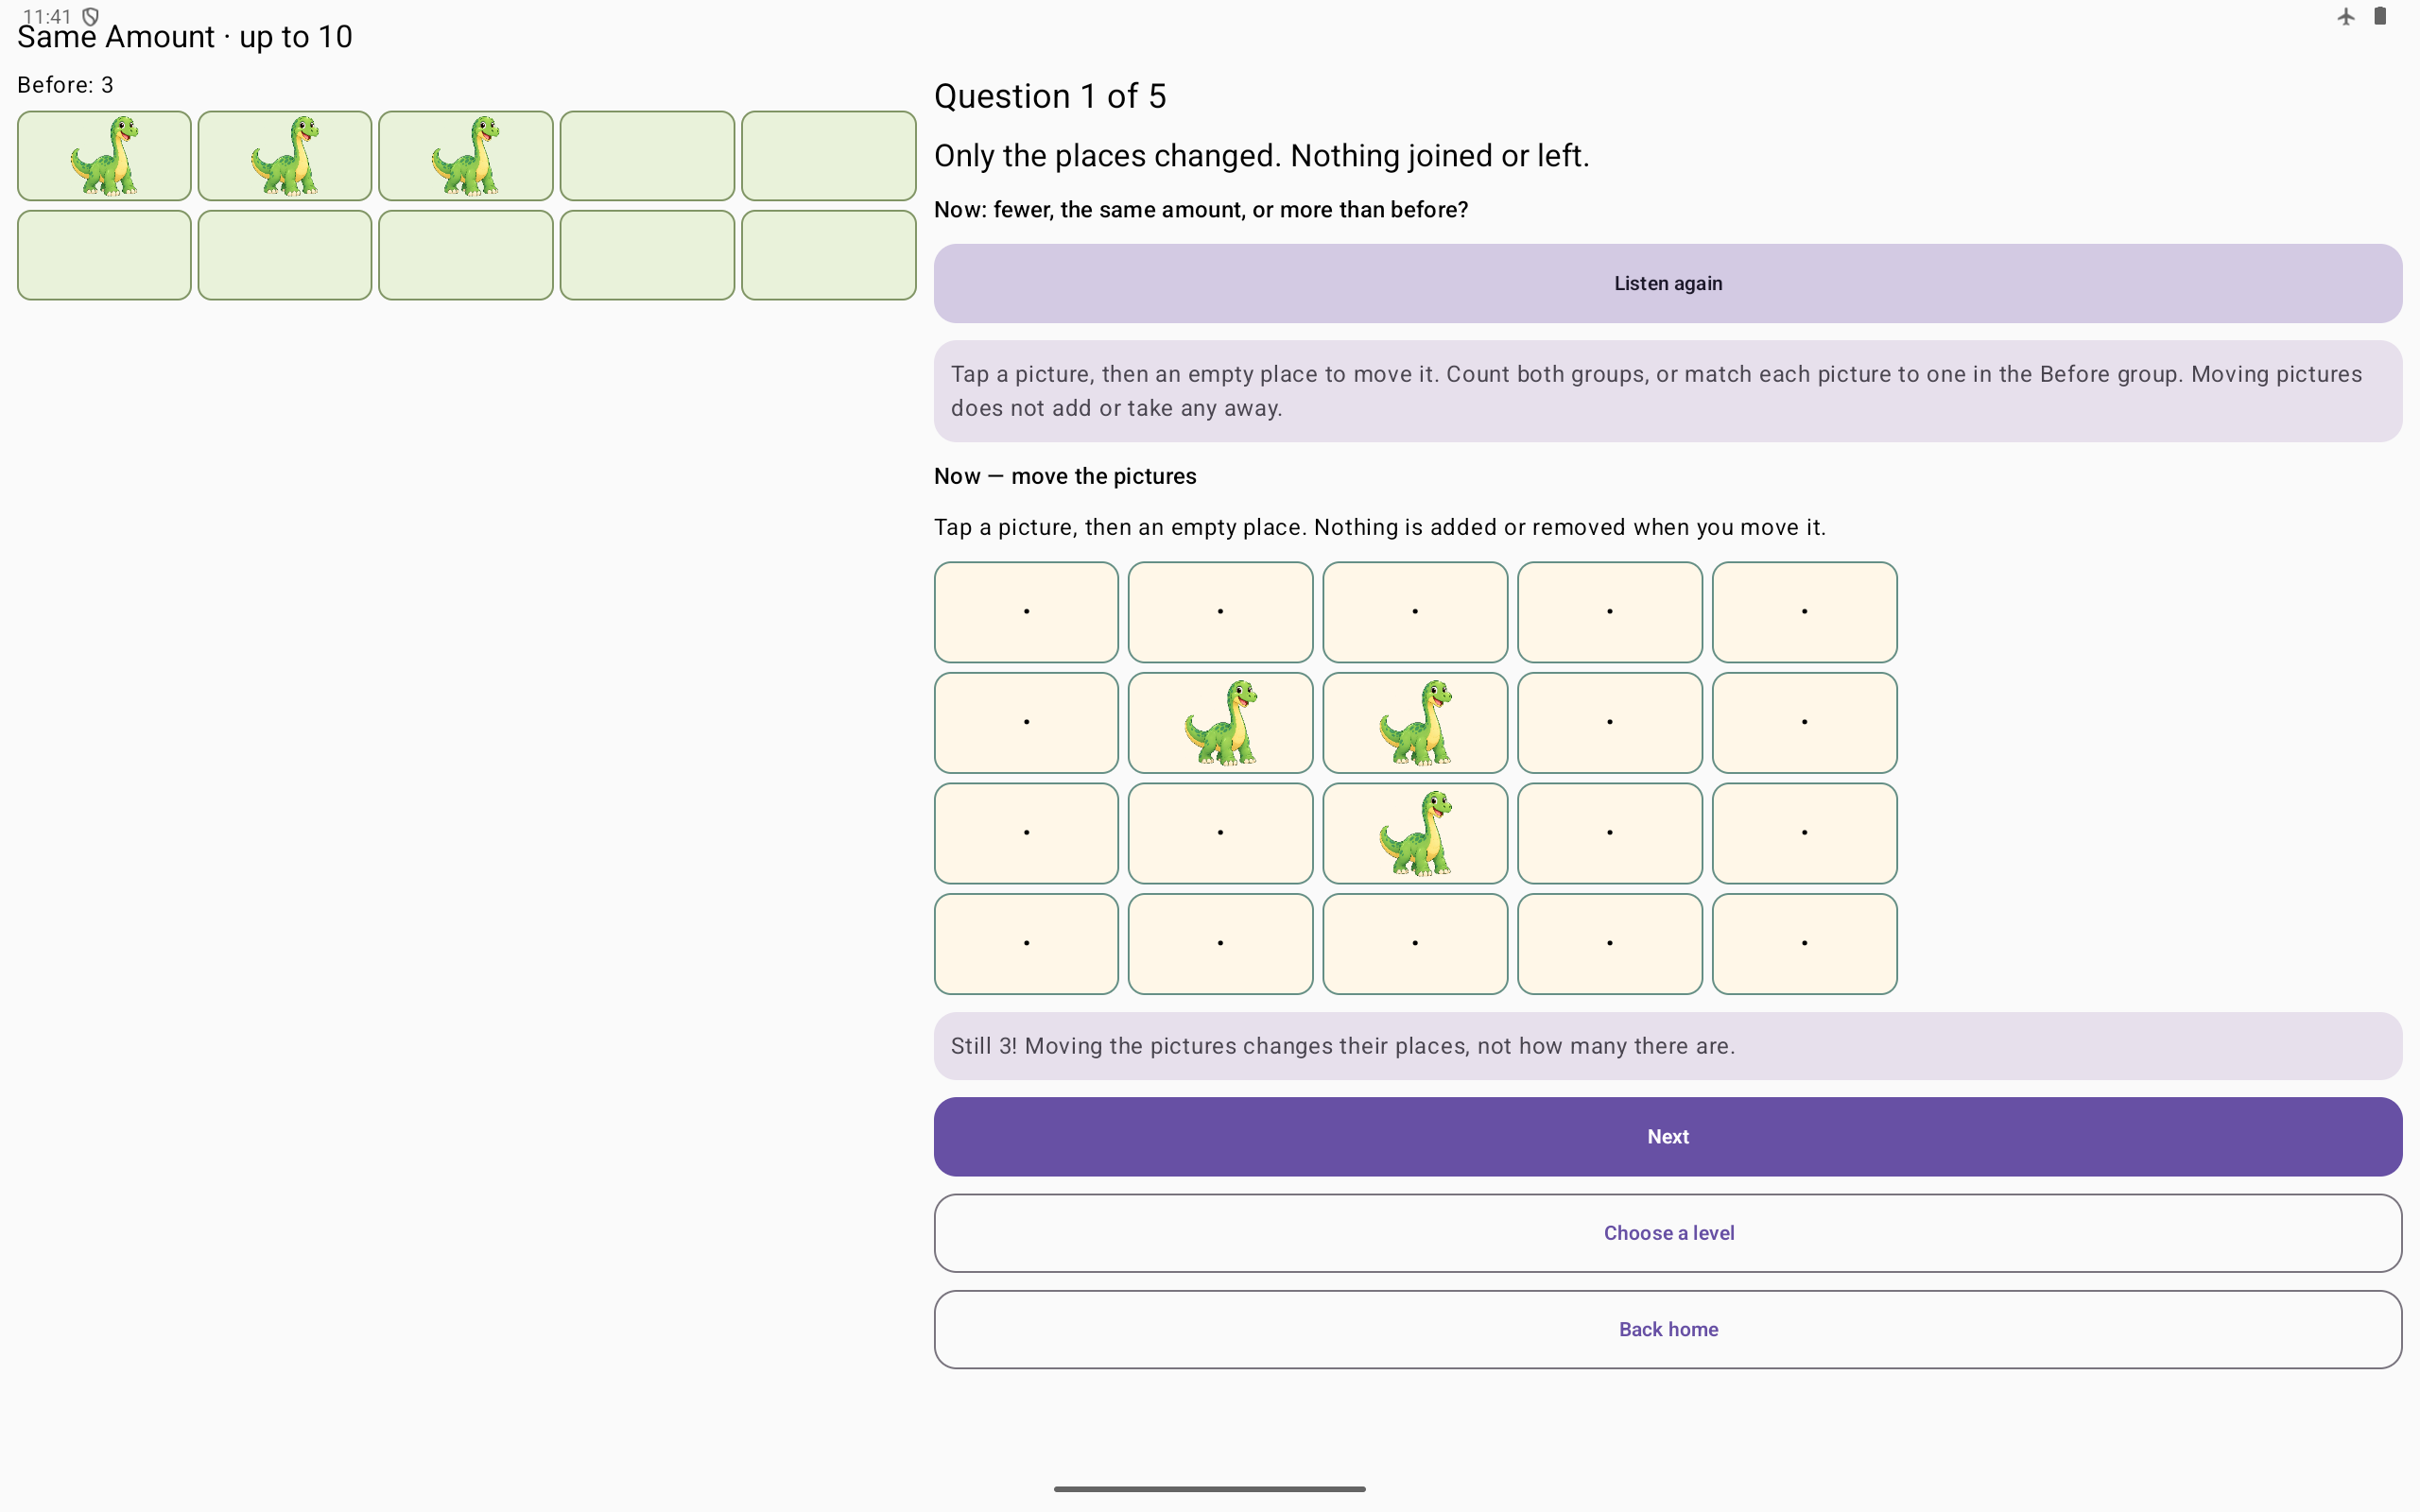 11:41
Same Amount · up to 10
Before: 3
Question 1 of 5
Only the places changed. Nothing joined or left.
Now: fewer, the same amount, or more than before?
Listen again
Tap a picture, then an empty place to move it. Count both groups, or match each picture to one in the Before group. Moving pictures
does not add or take any away.
Now — move the pictures
Tap a picture, then an empty place. Nothing is added or removed when you move it.
Still 3! Moving the pictures changes their places, not how many there are.
Next
Choose a level
Back home